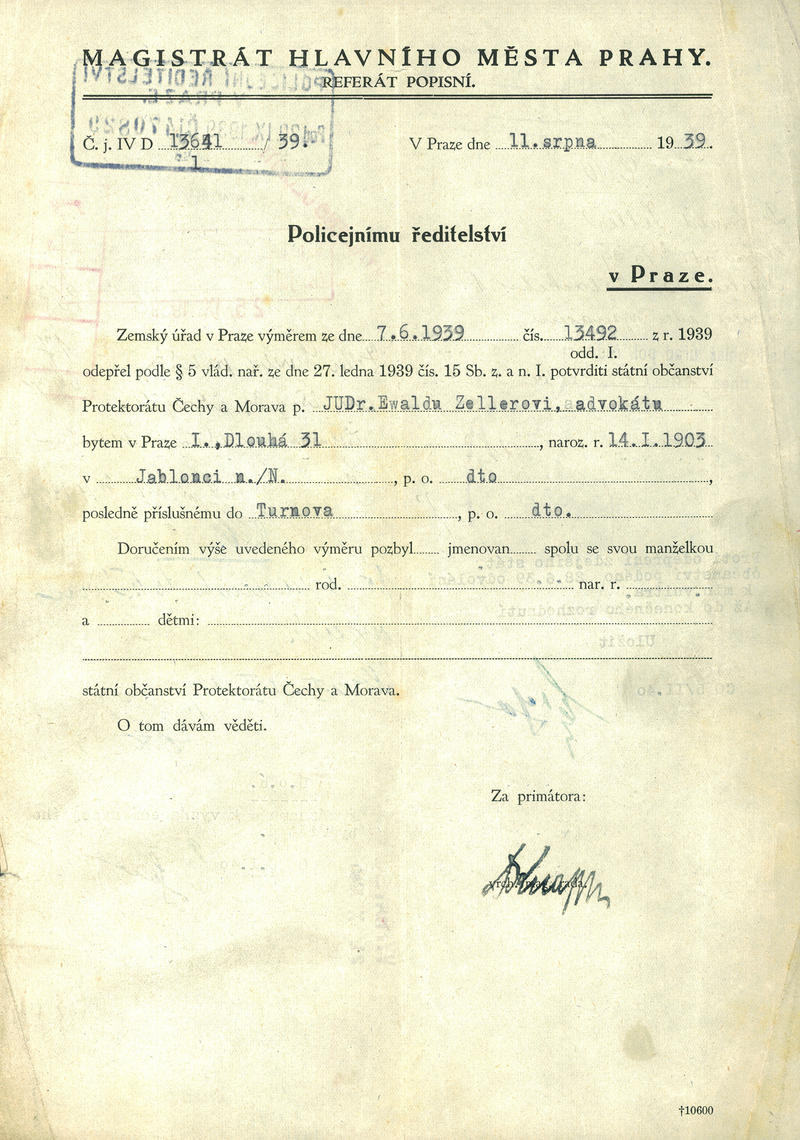 MAGISTRÁT HLAVNÍHO MĚSTA PRAHY.
REFERÁT POPISNÍ.
Č. j. IV D 13641 / 39.
1
V Praze dne 11. srpna 1939.
Policejnímu ředitelství
v Praze.
Zemský úřad v Praze výměrem ze dne 7.6.1939 čís. 13492 z r. 1939
odd. I.
odepřel podle § 5 vlád. nař. ze dne 27. ledna 1939 čís. 15 Sb. z. a n. I. potvrditi státní občanství
Protektorátu Čechy a Morava p. JUDr. Ewaldu Zellerovi, advokátu
bytem v Praze I., Dlouhá 31, naroz. r. 14.I.1903
v Jablonci n./N., p. o. dto,
posledně příslušnému do Turnova, p. o. dto.
Doručením výše uvedeného výměru pozbyl jmenovan spolu se svou manželkou
rod. nar. r.
a dětmi:
státní občanství Protektorátu Čechy a Morava.
O tom dávám věděti.
Za primátora:
†10600